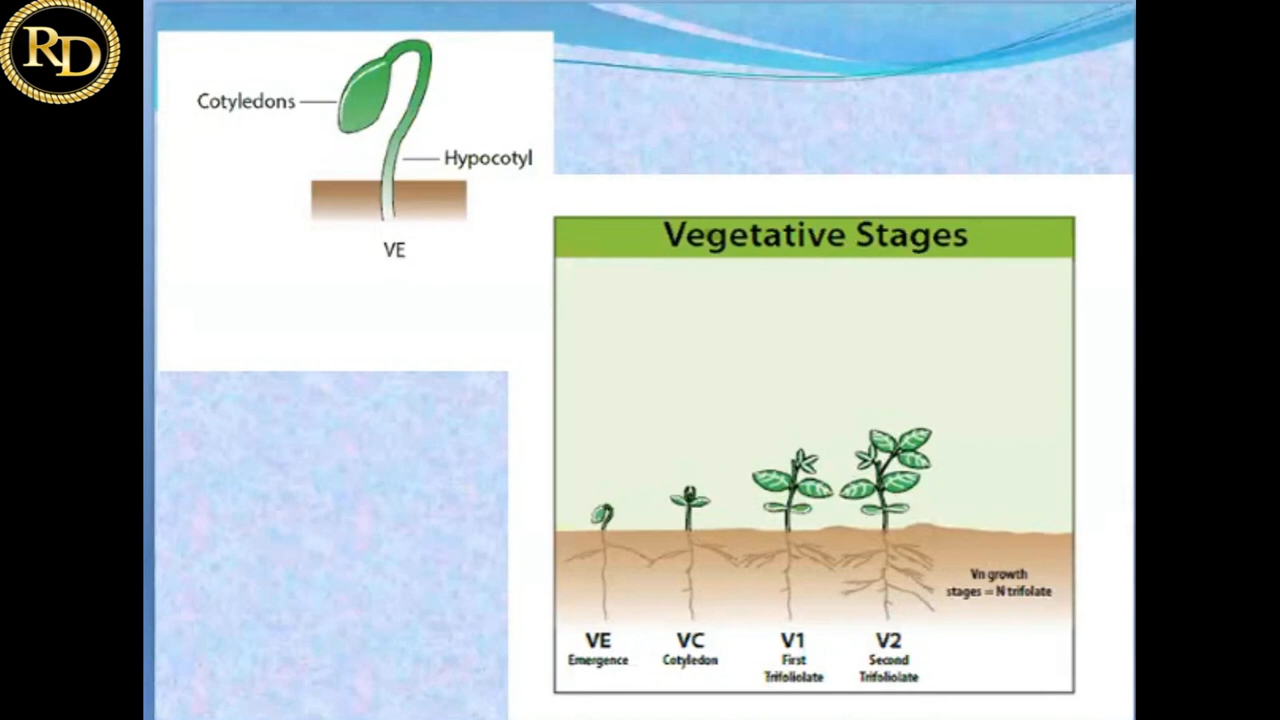 RD
Cotyledons
Hypocotyl
VE
Vegetative Stages
Vn growth
stages = N trifolate
VE
Emergence
VC
Cotyledon
V1
First
Trifoliolate
V2
Second
Trifoliolate